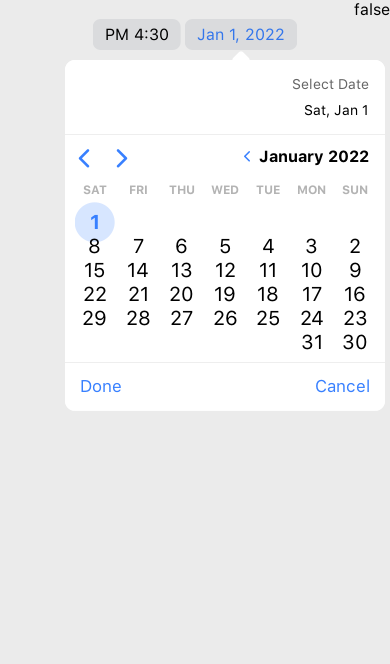 false
PM 4:30 Jan 1, 2022
Select Date
Sat, Jan 1
January 2022
SAT FRI THU WED TUE MON SUN
1
8 7 6 5 4 3 2
15 14 13 12 11 10 9
22 21 20 19 18 17 16
29 28 27 26 25 24 23
31 30
Done Cancel